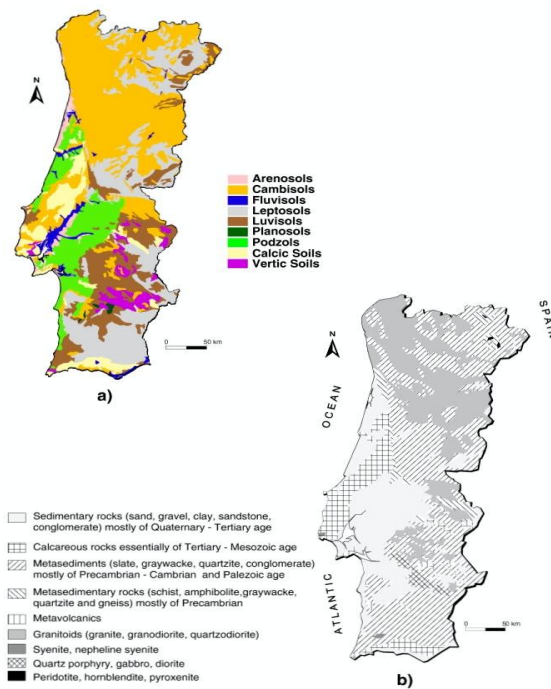 N
Arenosols
Cambisols
Fluvisols
Leptosols
Luvisols
Planosols
Podzols
Calcic Soils
Vertic Soils
0 50 km
a)
N
SPAIN
OCEAN
ATLANTIC
0 50 km
b)
Sedimentary rocks (sand, gravel, clay, sandstone,
conglomerate) mostly of Quaternary - Tertiary age
Calcareous rocks essentially of Tertiary - Mesozoic age
Metasediments (slate, graywacke, quartzite, conglomerate)
mostly of Precambrian - Cambrian and Palezoic age
Metasedimentary rocks (schist, amphibolite,graywacke,
quartzite and gneiss) mostly of Precambrian
Metavolcanics
Granitoids (granite, granodiorite, quartzodiorite)
Syenite, nepheline syenite
Quartz porphyry, gabbro, diorite
Peridotite, hornblendite, pyroxenite